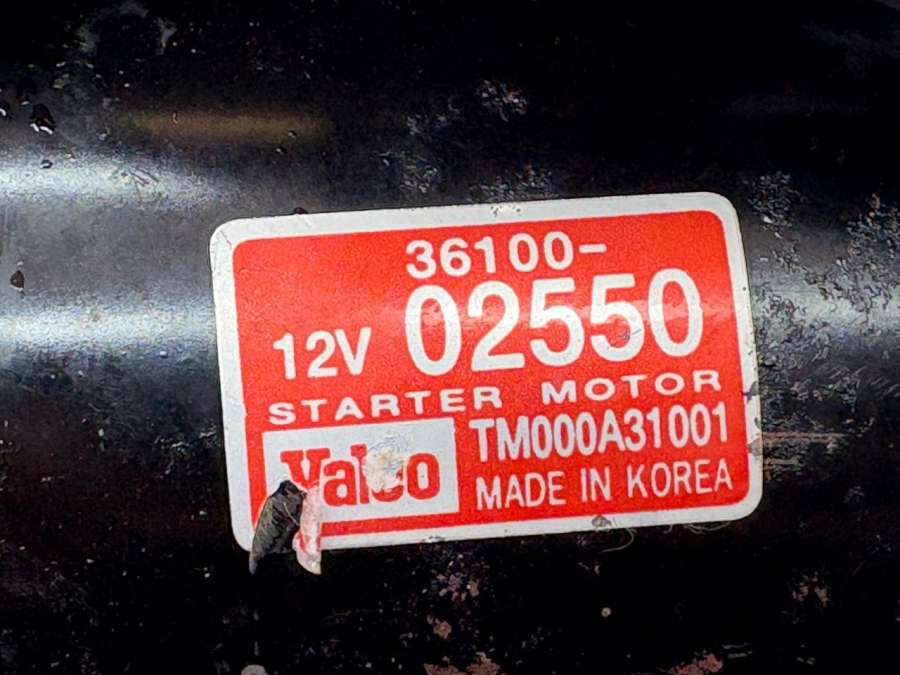 36100-
12V 02550
STARTER MOTOR
Valeo TM000A31001
MADE IN KOREA